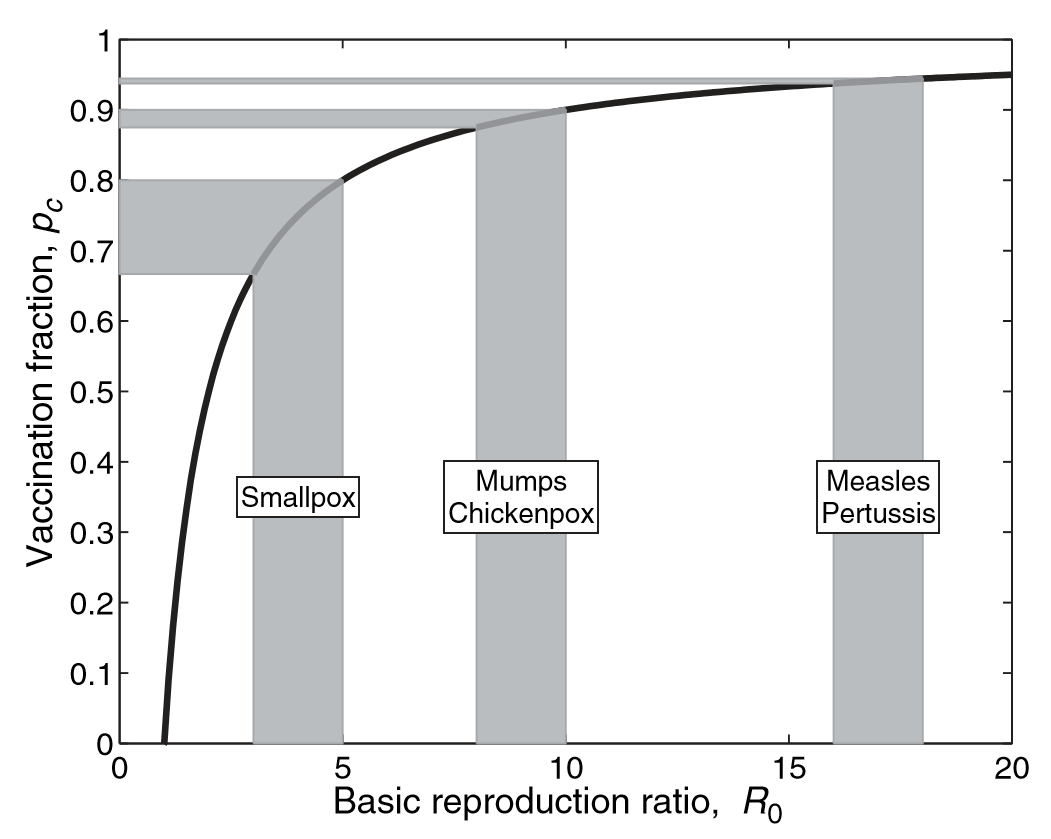 1
0.9
0.8
0.7
0.6
0.5
0.4
0.3
0.2
0.1
0
Vaccination fraction, pc
Smallpox
Mumps
Chickenpox
Measles
Pertussis
0 5 10 15 20
Basic reproduction ratio, R0